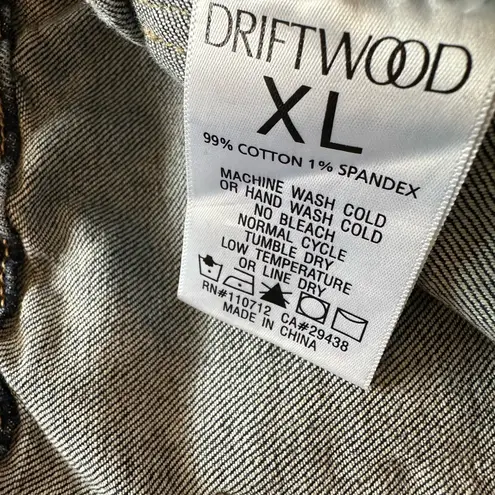 DRIFTWOOD
XL
99% COTTON 1% SPANDEX
MACHINE WASH COLD
OR HAND WASH COLD
NO BLEACH
NORMAL CYCLE
TUMBLE DRY
LOW TEMPERATURE
OR LINE DRY
RN#110712 CA#29438
MADE IN CHINA